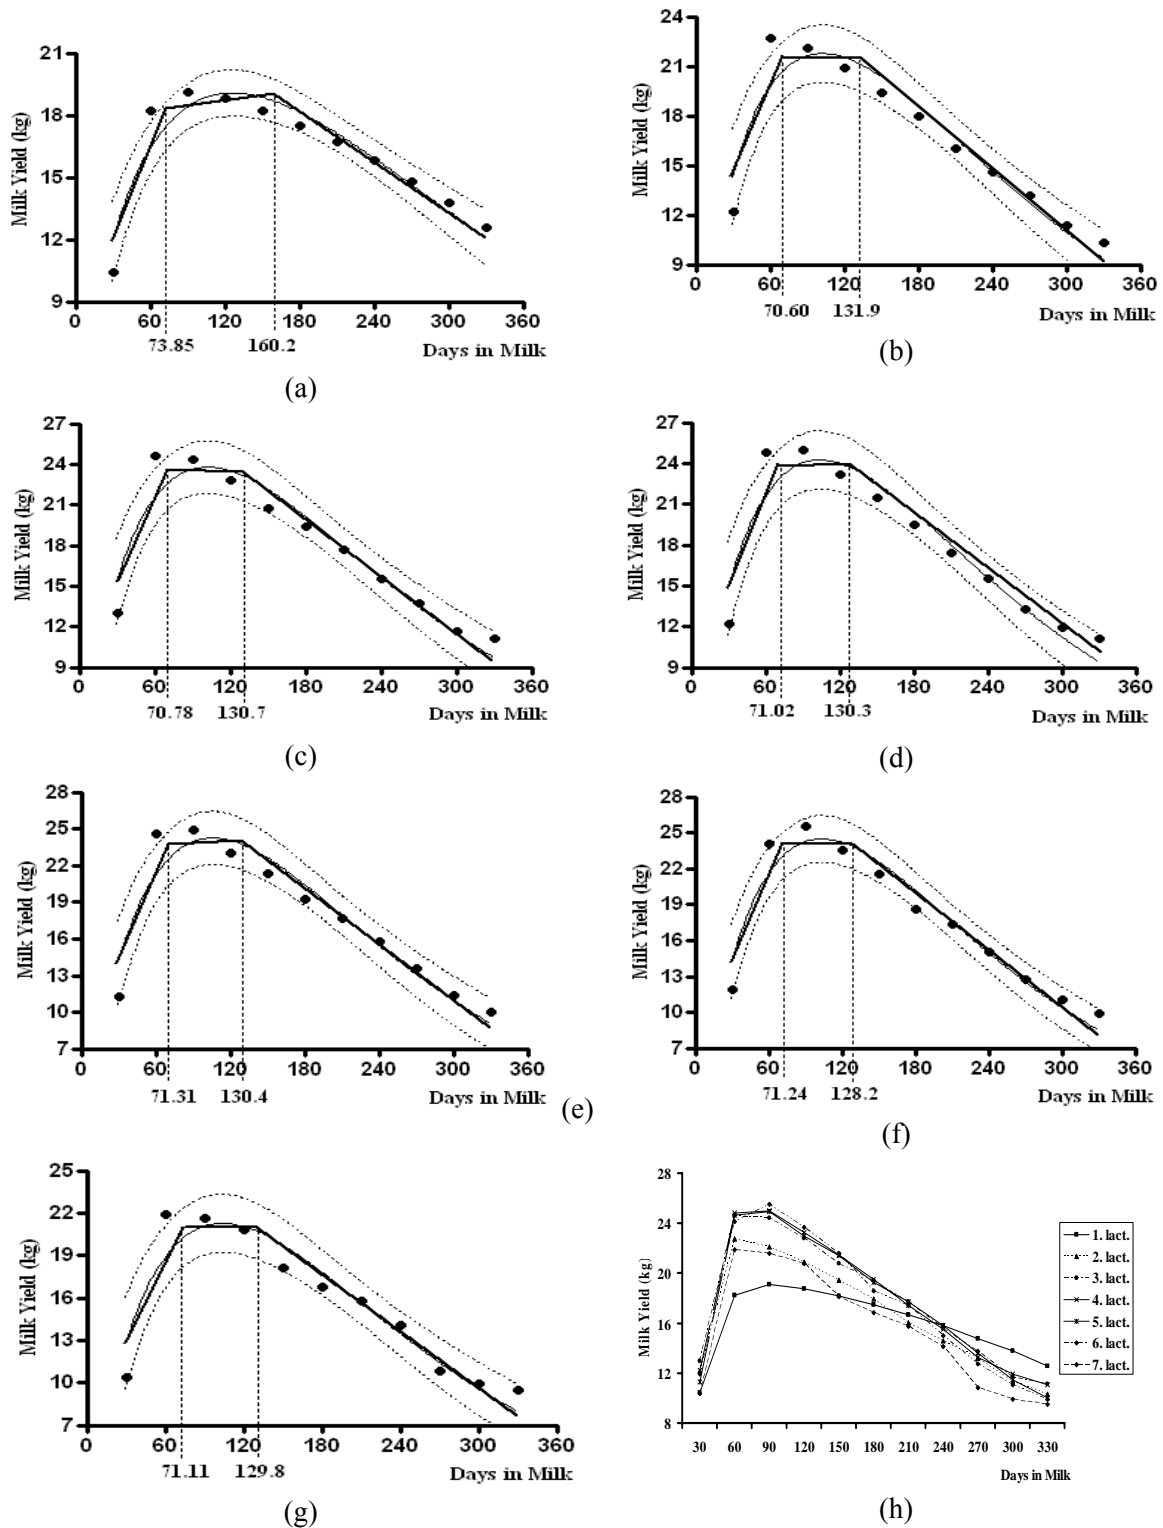 21
18
15
12
9
Milk Yield (kg)
0 60 120 180 240 300 360
73.85 160.2 Days in Milk
(a)
24
21
18
15
12
9
Milk Yield (kg)
0 60 120 180 240 300 360
70.60 131.9 Days in Milk
(b)
27
24
21
18
15
12
9
Milk Yield (kg)
0 60 120 180 240 300 360
70.78 130.7 Days in Milk
(c)
27
24
21
18
15
12
9
Milk Yield (kg)
0 60 120 180 240 300 360
71.02 130.3 Days in Milk
(d)
28
25
22
19
16
13
10
7
Milk Yield (kg)
0 60 120 180 240 300 360
71.31 130.4 Days in Milk
(e)
28
25
22
19
16
13
10
7
Milk Yield (kg)
0 60 120 180 240 300 360
71.24 128.2 Days in Milk
(f)
25
22
19
16
13
10
7
Milk Yield (kg)
0 60 120 180 240 300 360
71.11 129.8 Days in Milk
(g)
28
24
20
16
12
8
Milk Yield (kg)
30 60 90 120 150 180 210 240 270 300 330
Days in Milk
1. lact.
2. lact.
3. lact.
4. lact.
5. lact.
6. lact.
7. lact.
(h)